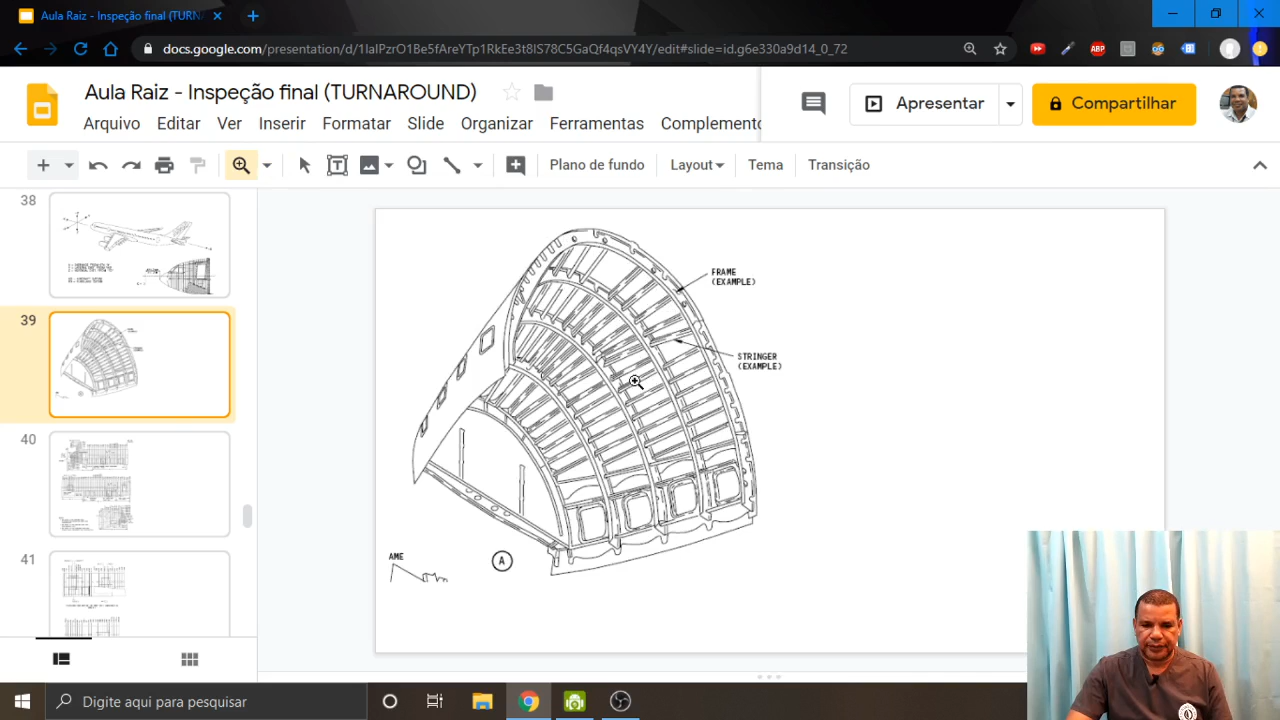 Aula Raiz - Inspeção final (TURN
docs.google.com/presentation/d/1IalPzrO1Be5fAreYTp1RkEe3t8IS78C5GaQf4qsVY4Y/edit#slide=id.g6e330a9d14_0_72
ABP
Aula Raiz - Inspeção final (TURNAROUND)
Apresentar
Compartilhar
Arquivo Editar Ver Inserir Formatar Slide Organizar Ferramentas Complemento
Plano de fundo Layout Tema Transição
38
39
40
41
FRAME
(EXAMPLE)
STRINGER
(EXAMPLE)
AME
A
Digite aqui para pesquisar